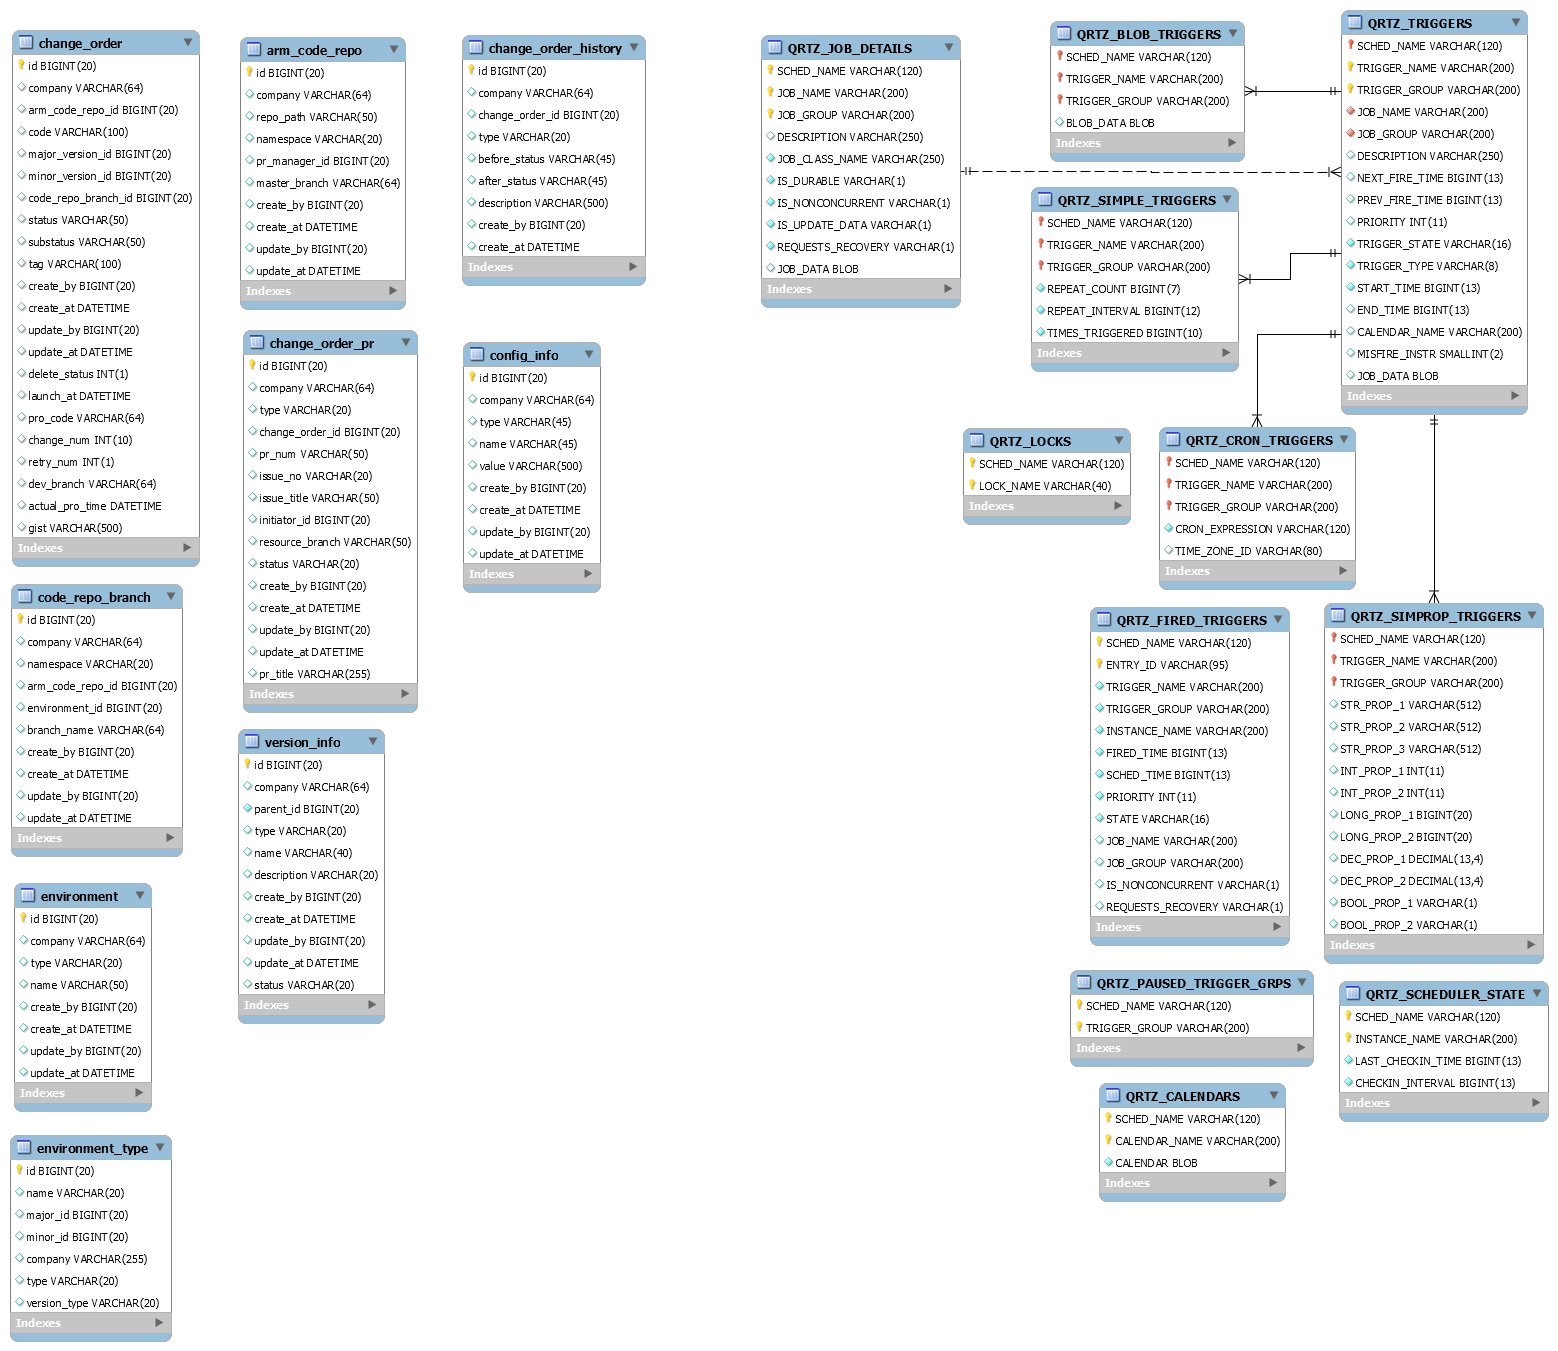 change_order
id BIGINT(20)
company VARCHAR(64)
arm_code_repo_id BIGINT(20)
code VARCHAR(100)
major_version_id BIGINT(20)
minor_version_id BIGINT(20)
code_repo_branch_id BIGINT(20)
status VARCHAR(50)
substatus VARCHAR(50)
tag VARCHAR(100)
create_by BIGINT(20)
create_at DATETIME
update_by BIGINT(20)
update_at DATETIME
delete_status INT(1)
launch_at DATETIME
pro_code VARCHAR(64)
change_num INT(10)
retry_num INT(1)
dev_branch VARCHAR(64)
actual_pro_time DATETIME
gist VARCHAR(500)
Indexes
code_repo_branch
id BIGINT(20)
company VARCHAR(64)
namespace VARCHAR(20)
arm_code_repo_id BIGINT(20)
environment_id BIGINT(20)
branch_name VARCHAR(64)
create_by BIGINT(20)
create_at DATETIME
update_by BIGINT(20)
update_at DATETIME
Indexes
environment
id BIGINT(20)
company VARCHAR(64)
type VARCHAR(20)
name VARCHAR(50)
create_by BIGINT(20)
create_at DATETIME
update_by BIGINT(20)
update_at DATETIME
Indexes
environment_type
id BIGINT(20)
name VARCHAR(20)
major_id BIGINT(20)
minor_id BIGINT(20)
company VARCHAR(255)
type VARCHAR(20)
version_type VARCHAR(20)
Indexes
arm_code_repo
id BIGINT(20)
company VARCHAR(64)
repo_path VARCHAR(50)
namespace VARCHAR(20)
pr_manager_id BIGINT(20)
master_branch VARCHAR(64)
create_by BIGINT(20)
create_at DATETIME
update_by BIGINT(20)
update_at DATETIME
Indexes
change_order_pr
id BIGINT(20)
company VARCHAR(64)
type VARCHAR(20)
change_order_id BIGINT(20)
pr_num VARCHAR(50)
issue_no VARCHAR(20)
issue_title VARCHAR(50)
initiator_id BIGINT(20)
resource_branch VARCHAR(50)
status VARCHAR(20)
create_by BIGINT(20)
create_at DATETIME
update_by BIGINT(20)
update_at DATETIME
pr_title VARCHAR(255)
Indexes
version_info
id BIGINT(20)
company VARCHAR(64)
parent_id BIGINT(20)
type VARCHAR(20)
name VARCHAR(40)
description VARCHAR(20)
create_by BIGINT(20)
create_at DATETIME
update_by BIGINT(20)
update_at DATETIME
status VARCHAR(20)
Indexes
change_order_history
id BIGINT(20)
company VARCHAR(64)
change_order_id BIGINT(20)
type VARCHAR(20)
before_status VARCHAR(45)
after_status VARCHAR(45)
description VARCHAR(500)
create_by BIGINT(20)
create_at DATETIME
Indexes
config_info
id BIGINT(20)
company VARCHAR(64)
type VARCHAR(45)
name VARCHAR(45)
value VARCHAR(500)
create_by BIGINT(20)
create_at DATETIME
update_by BIGINT(20)
update_at DATETIME
Indexes
QRTZ_JOB_DETAILS
SCHED_NAME VARCHAR(120)
JOB_NAME VARCHAR(200)
JOB_GROUP VARCHAR(200)
DESCRIPTION VARCHAR(250)
JOB_CLASS_NAME VARCHAR(250)
IS_DURABLE VARCHAR(1)
IS_NONCONCURRENT VARCHAR(1)
IS_UPDATE_DATA VARCHAR(1)
REQUESTS_RECOVERY VARCHAR(1)
JOB_DATA BLOB
Indexes
QRTZ_BLOB_TRIGGERS
SCHED_NAME VARCHAR(120)
TRIGGER_NAME VARCHAR(200)
TRIGGER_GROUP VARCHAR(200)
BLOB_DATA BLOB
Indexes
QRTZ_SIMPLE_TRIGGERS
SCHED_NAME VARCHAR(120)
TRIGGER_NAME VARCHAR(200)
TRIGGER_GROUP VARCHAR(200)
REPEAT_COUNT BIGINT(7)
REPEAT_INTERVAL BIGINT(12)
TIMES_TRIGGERED BIGINT(10)
Indexes
QRTZ_TRIGGERS
SCHED_NAME VARCHAR(120)
TRIGGER_NAME VARCHAR(200)
TRIGGER_GROUP VARCHAR(200)
JOB_NAME VARCHAR(200)
JOB_GROUP VARCHAR(200)
DESCRIPTION VARCHAR(250)
NEXT_FIRE_TIME BIGINT(13)
PREV_FIRE_TIME BIGINT(13)
PRIORITY INT(11)
TRIGGER_STATE VARCHAR(16)
TRIGGER_TYPE VARCHAR(8)
START_TIME BIGINT(13)
END_TIME BIGINT(13)
CALENDAR_NAME VARCHAR(200)
MISFIRE_INSTR SMALLINT(2)
JOB_DATA BLOB
Indexes
QRTZ_LOCKS
SCHED_NAME VARCHAR(120)
LOCK_NAME VARCHAR(40)
Indexes
QRTZ_CRON_TRIGGERS
SCHED_NAME VARCHAR(120)
TRIGGER_NAME VARCHAR(200)
TRIGGER_GROUP VARCHAR(200)
CRON_EXPRESSION VARCHAR(120)
TIME_ZONE_ID VARCHAR(80)
Indexes
QRTZ_FIRED_TRIGGERS
SCHED_NAME VARCHAR(120)
ENTRY_ID VARCHAR(95)
TRIGGER_NAME VARCHAR(200)
TRIGGER_GROUP VARCHAR(200)
INSTANCE_NAME VARCHAR(200)
FIRED_TIME BIGINT(13)
SCHED_TIME BIGINT(13)
PRIORITY INT(11)
STATE VARCHAR(16)
JOB_NAME VARCHAR(200)
JOB_GROUP VARCHAR(200)
IS_NONCONCURRENT VARCHAR(1)
REQUESTS_RECOVERY VARCHAR(1)
Indexes
QRTZ_SIMPROP_TRIGGERS
SCHED_NAME VARCHAR(120)
TRIGGER_NAME VARCHAR(200)
TRIGGER_GROUP VARCHAR(200)
STR_PROP_1 VARCHAR(512)
STR_PROP_2 VARCHAR(512)
STR_PROP_3 VARCHAR(512)
INT_PROP_1 INT(11)
INT_PROP_2 INT(11)
LONG_PROP_1 BIGINT(20)
LONG_PROP_2 BIGINT(20)
DEC_PROP_1 DECIMAL(13,4)
DEC_PROP_2 DECIMAL(13,4)
BOOL_PROP_1 VARCHAR(1)
BOOL_PROP_2 VARCHAR(1)
Indexes
QRTZ_PAUSED_TRIGGER_GRPS
SCHED_NAME VARCHAR(120)
TRIGGER_GROUP VARCHAR(200)
Indexes
QRTZ_SCHEDULER_STATE
SCHED_NAME VARCHAR(120)
INSTANCE_NAME VARCHAR(200)
LAST_CHECKIN_TIME BIGINT(13)
CHECKIN_INTERVAL BIGINT(13)
Indexes
QRTZ_CALENDARS
SCHED_NAME VARCHAR(120)
CALENDAR_NAME VARCHAR(200)
CALENDAR BLOB
Indexes